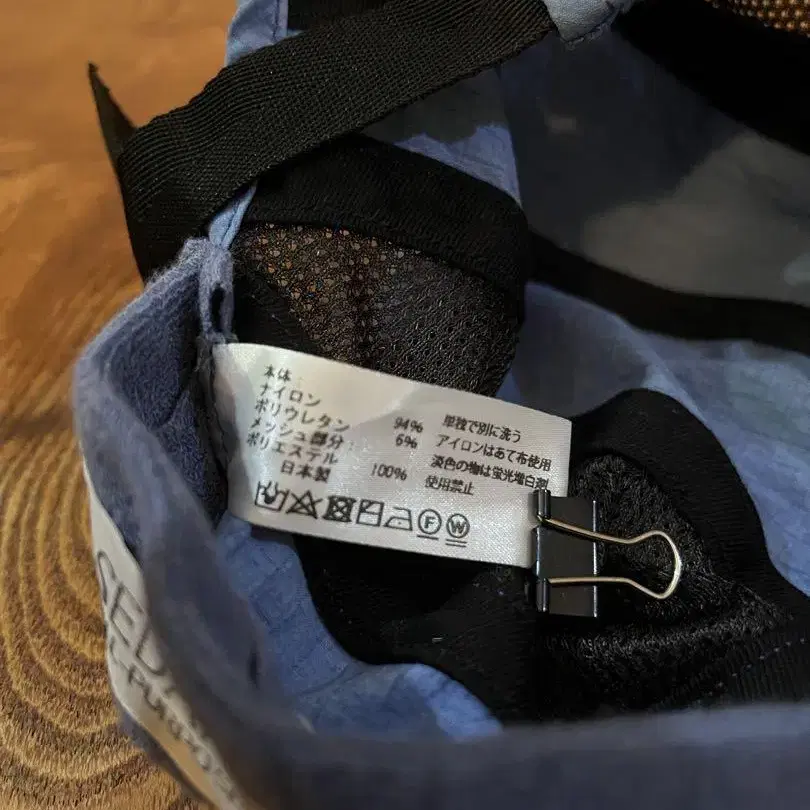 本体
ナイロン 94%
ポリウレタン 6%
メッシュ部分:
ポリエステル 100%
日本製
単独で別に洗う
アイロンはあて布使用
淡色の物は蛍光増白剤
使用禁止
F W
SED
L-PURPOS